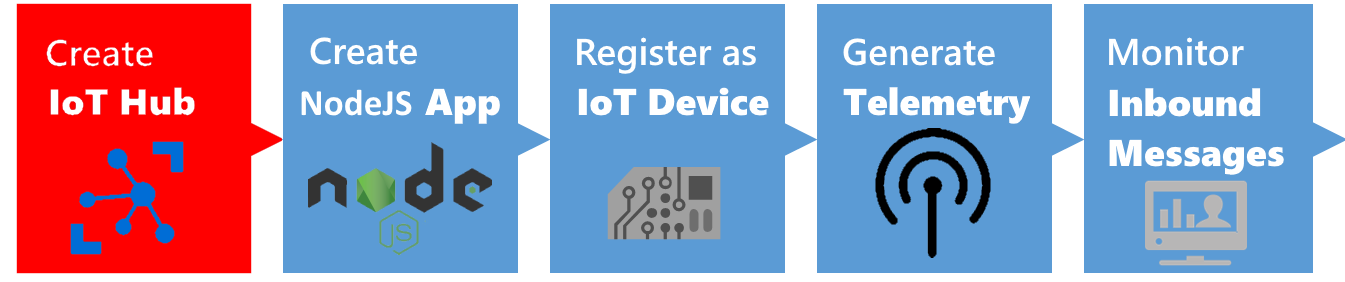 Create
IoT Hub
Create
NodeJS App
node
JS
Register as
IoT Device
Generate
Telemetry
Monitor
Inbound
Messages